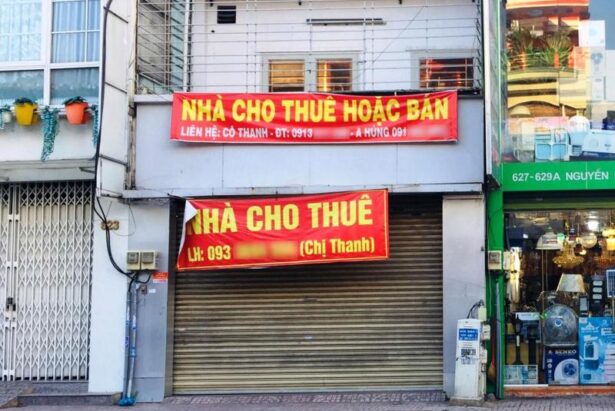 NHÀ CHO THUÊ HOẶC BÁN
LIÊN HỆ: CÔ THANH - ĐT: 0913 - A HÙNG 091
NHÀ CHO THUÊ
LH: 093 (Chị Thanh)
627-629A NGUYỄN
SENKO